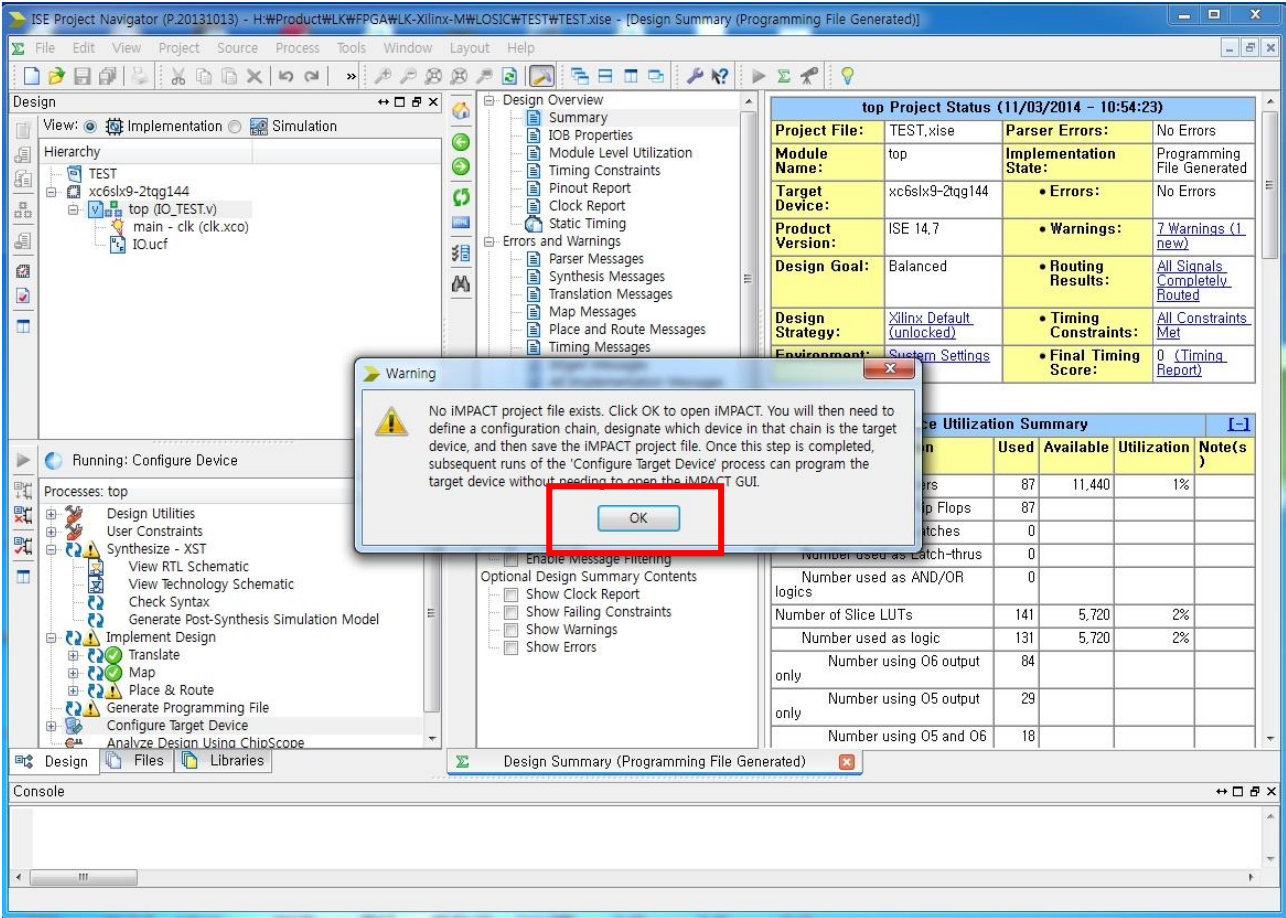 ISE Project Navigator (P.20131013) - H:₩Product₩LK₩FPGA₩LK-Xilinx-M₩LOSIC₩TEST₩TEST.xise - [Design Summary (Programming File Generated)]
File Edit View Project Source Process Tools Window Layout Help
Design
View: Implementation Simulation
Hierarchy
TEST
xc6slx9-2tqg144
top (IO_TEST.v)
main - clk (clk.xco)
IO.ucf
Running: Configure Device
Processes: top
Design Utilities
User Constraints
Synthesize - XST
View RTL Schematic
View Technology Schematic
Check Syntax
Generate Post-Synthesis Simulation Model
Implement Design
Translate
Map
Place & Route
Generate Programming File
Configure Target Device
Analyze Design Using ChipScope
Design Files Libraries
Design Overview
Summary
IOB Properties
Module Level Utilization
Timing Constraints
Pinout Report
Clock Report
Static Timing
Errors and Warnings
Parser Messages
Synthesis Messages
Translation Messages
Map Messages
Place and Route Messages
Timing Messages
Enable Message Filtering
Optional Design Summary Contents
Show Clock Report
Show Failing Constraints
Show Warnings
Show Errors
Design Summary (Programming File Generated)
top Project Status (11/03/2014 - 10:54:23)
Project File: TEST.xise Parser Errors: No Errors
Module Name: top Implementation State: Programming File Generated
Target Device: xc6slx9-2tqg144 • Errors: No Errors
Product Version: ISE 14.7 • Warnings: 7 Warnings (1 new)
Design Goal: Balanced • Routing Results: All Signals Completely Routed
Design Strategy: Xilinx Default (unlocked) • Timing Constraints: All Constraints Met
Environment: System Settings • Final Timing Score: 0 (Timing Report)
Warning
No iMPACT project file exists. Click OK to open iMPACT. You will then need to
define a configuration chain, designate which device in that chain is the target
device, and then save the iMPACT project file. Once this step is completed,
subsequent runs of the 'Configure Target Device' process can program the
target device without needing to open the iMPACT GUI.
OK
Utilization Summary [-]
Used Available Utilization Note(s)
87 11,440 1%
Flops 87
0
Number used as Latch-thrus 0
Number used as AND/OR logics 0
Number of Slice LUTs 141 5,720 2%
Number used as logic 131 5,720 2%
Number using O6 output only 84
Number using O5 output only 29
Number using O5 and O6 18
Console